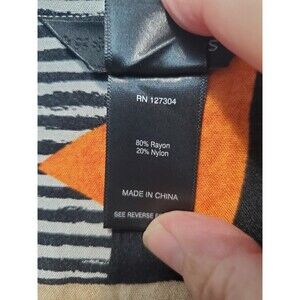 S
RN 127304
80% Rayon
20% Nylon
MADE IN CHINA
SEE REVERSE